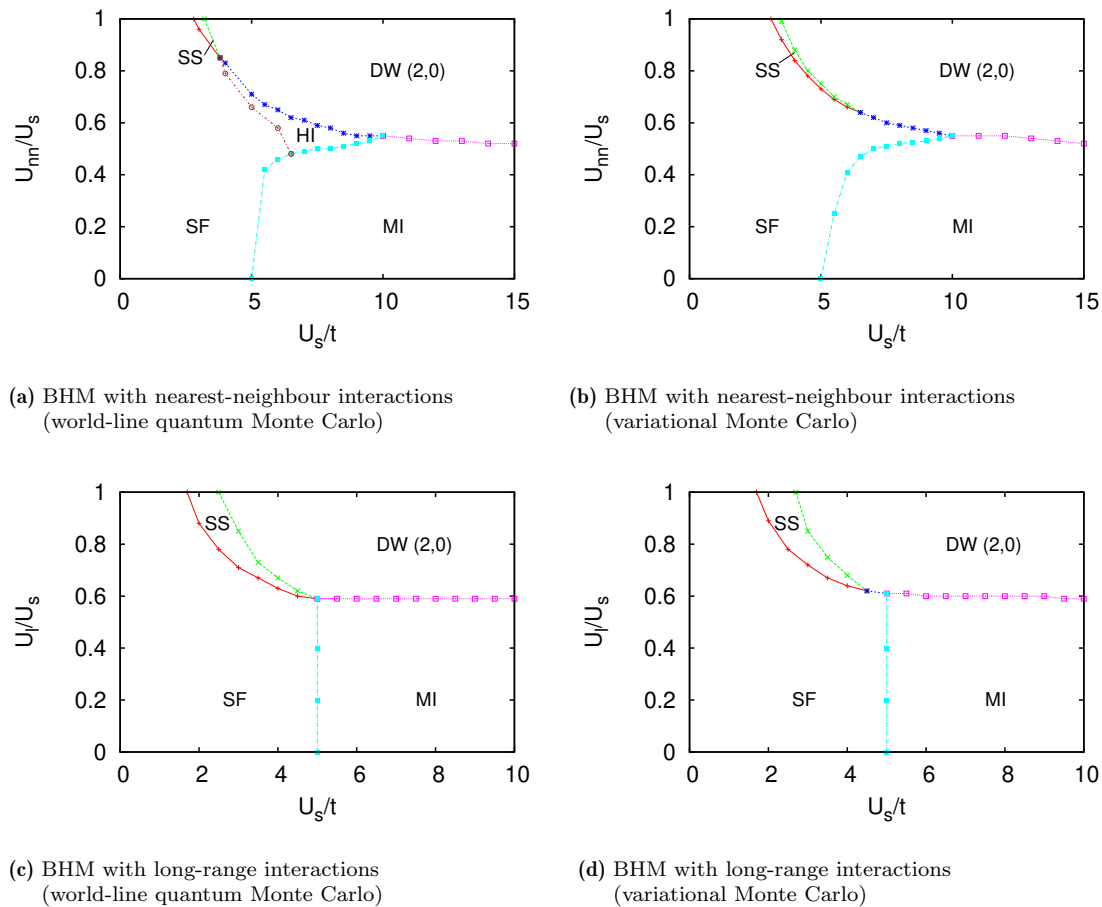 1
0.8
0.6
0.4
0.2
0
U_nn/U_s
SS
DW (2,0)
HI
SF
MI
0 5 10 15
U_s/t
1
0.8
0.6
0.4
0.2
0
U_nn/U_s
SS
DW (2,0)
SF
MI
0 5 10 15
U_s/t
(a) BHM with nearest-neighbour interactions
(world-line quantum Monte Carlo)
(b) BHM with nearest-neighbour interactions
(variational Monte Carlo)
1
0.8
0.6
0.4
0.2
0
U_l/U_s
SS
DW (2,0)
SF
MI
0 2 4 6 8 10
U_s/t
1
0.8
0.6
0.4
0.2
0
U_l/U_s
SS
DW (2,0)
SF
MI
0 2 4 6 8 10
U_s/t
(c) BHM with long-range interactions
(world-line quantum Monte Carlo)
(d) BHM with long-range interactions
(variational Monte Carlo)